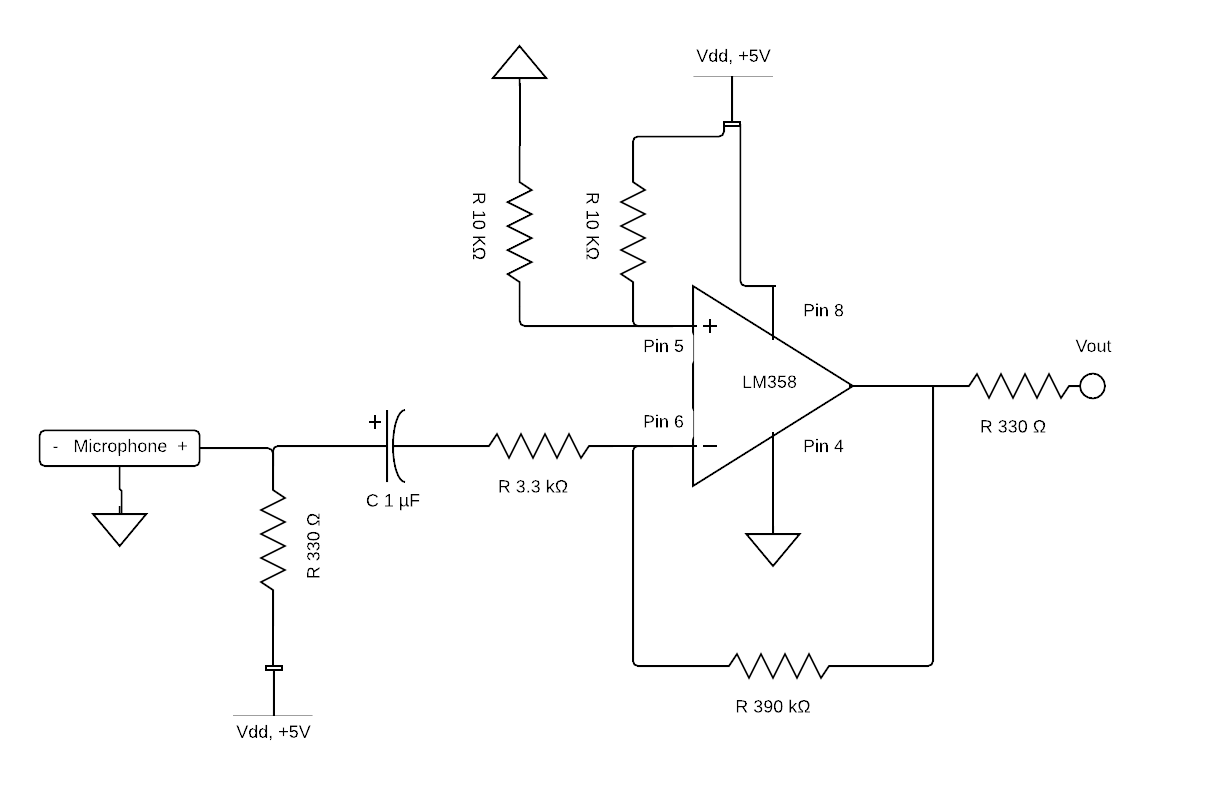 Vdd, +5V
R 10 KΩ
R 10 KΩ
Pin 8
+
Pin 5
Vout
LM358
Pin 6
+
R 330 Ω
- Microphone +
−
Pin 4
R 3.3 kΩ
C 1 µF
R 330 Ω
R 390 kΩ
Vdd, +5V